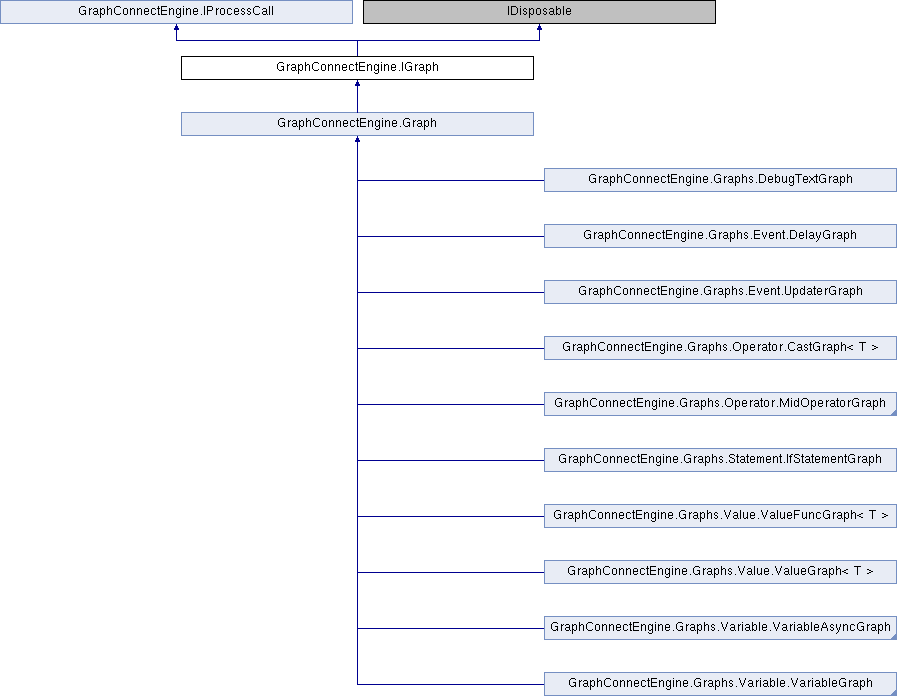 GraphConnectEngine.IProcessCall
IDisposable
GraphConnectEngine.IGraph
GraphConnectEngine.Graph
GraphConnectEngine.Graphs.DebugTextGraph
GraphConnectEngine.Graphs.Event.DelayGraph
GraphConnectEngine.Graphs.Event.UpdaterGraph
GraphConnectEngine.Graphs.Operator.CastGraph< T >
GraphConnectEngine.Graphs.Operator.MidOperatorGraph
GraphConnectEngine.Graphs.Statement.IfStatementGraph
GraphConnectEngine.Graphs.Value.ValueFuncGraph< T >
GraphConnectEngine.Graphs.Value.ValueGraph< T >
GraphConnectEngine.Graphs.Variable.VariableAsyncGraph
GraphConnectEngine.Graphs.Variable.VariableGraph